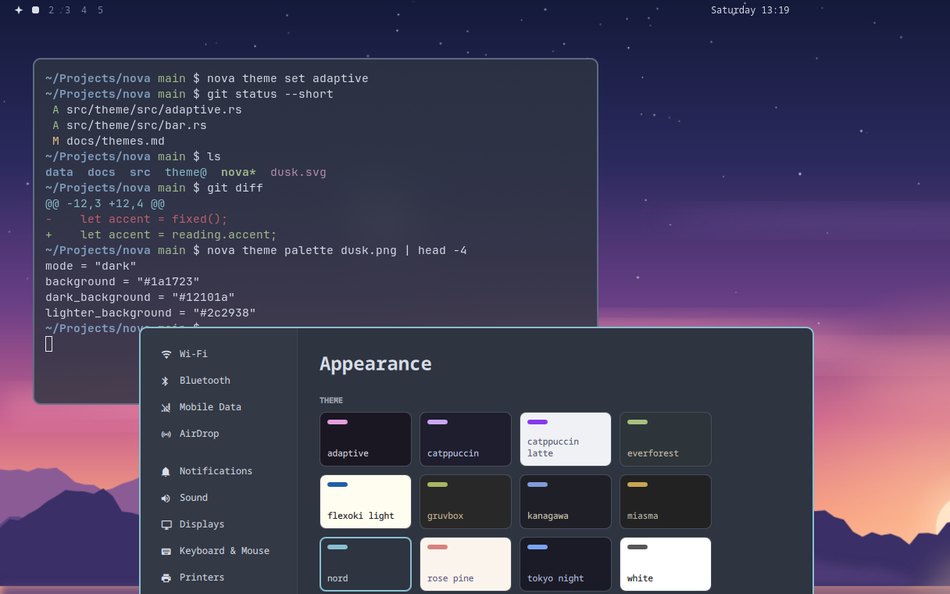 2 3 4 5
Saturday 13:19
~/Projects/nova main $ nova theme set adaptive
~/Projects/nova main $ git status --short
A src/theme/src/adaptive.rs
A src/theme/src/bar.rs
M docs/themes.md
~/Projects/nova main $ ls
data docs src theme@ nova* dusk.svg
~/Projects/nova main $ git diff
@@ -12,3 +12,4 @@
- let accent = fixed();
+ let accent = reading.accent;
~/Projects/nova main $ nova theme palette dusk.png | head -4
mode = "dark"
background = "#1a1723"
dark_background = "#12101a"
lighter_background = "#2c2938"
~/Projects/nova main $
Wi-Fi
Bluetooth
Mobile Data
AirDrop
Notifications
Sound
Displays
Keyboard & Mouse
Printers
Appearance
THEME
adaptive
catppuccin
catppuccin
latte
everforest
flexoki light
gruvbox
kanagawa
miasma
nord
rose pine
tokyo night
white